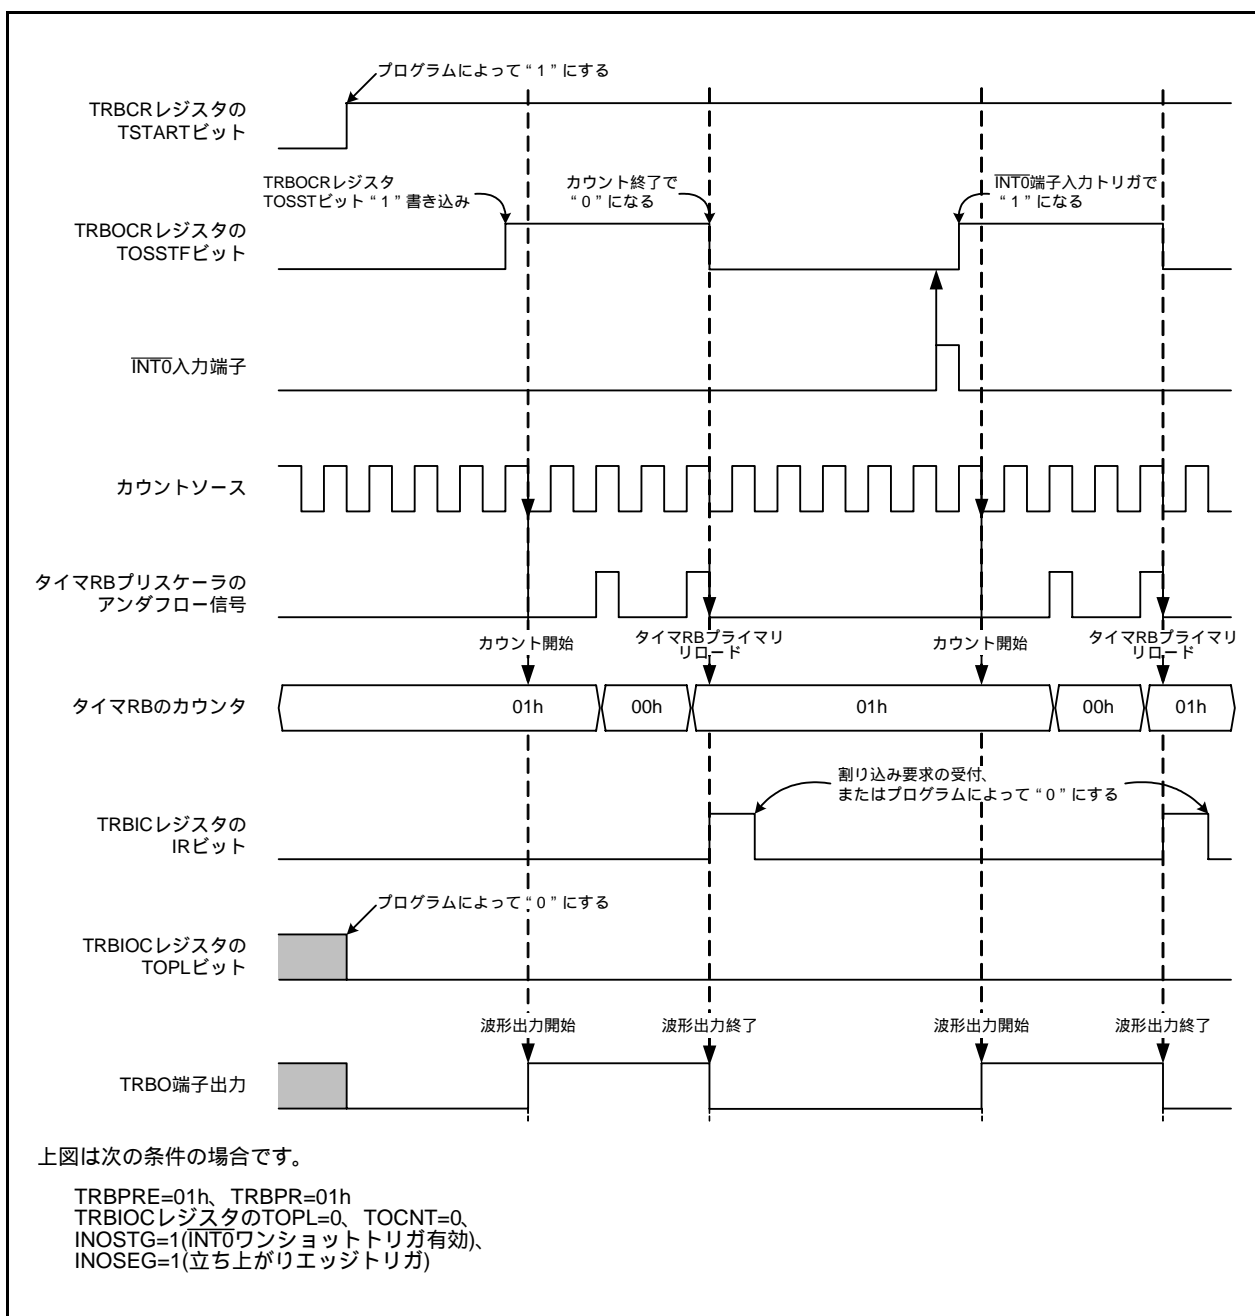 プログラムによって“1”にする
TRBCRレジスタの
TSTARTビット
TRBOCRレジスタ
TOSSTビット“1”書き込み
カウント終了で
“0”になる
INT0端子入力トリガで
“1”になる
TRBOCRレジスタの
TOSSTFビット
INT0入力端子
カウントソース
タイマRBプリスケーラの
アンダフロー信号
カウント開始
タイマRBプライマリ
リロード
カウント開始
タイマRBプライマリ
リロード
タイマRBのカウンタ
01h
00h
01h
00h
01h
割り込み要求の受付、
またはプログラムによって“0”にする
TRBICレジスタの
IRビット
プログラムによって“0”にする
TRBIOCレジスタの
TOPLビット
波形出力開始
波形出力終了
波形出力開始
波形出力終了
TRBO端子出力
上図は次の条件の場合です。
TRBPRE=01h、TRBPR=01h
TRBIOCレジスタのTOPL=0、TOCNT=0、
INOSTG=1(INT0ワンショットトリガ有効)、
INOSEG=1(立ち上がりエッジトリガ)